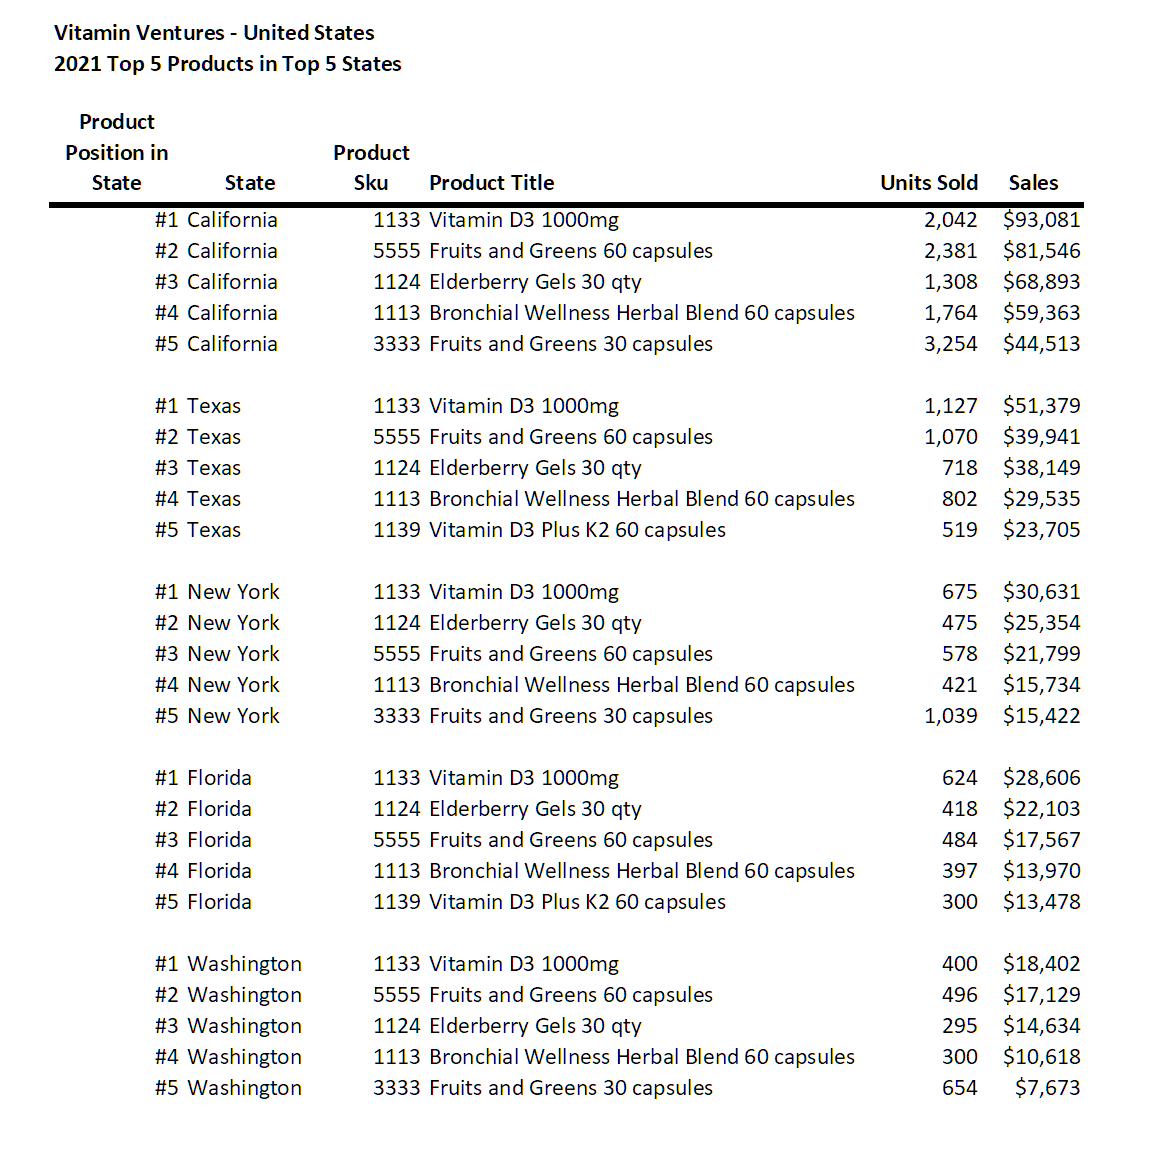 Vitamin Ventures - United States
2021 Top 5 Products in Top 5 States
Product
Position in Product
State State Sku Product Title Units Sold Sales
#1 California 1133 Vitamin D3 1000mg 2,042 $93,081
#2 California 5555 Fruits and Greens 60 capsules 2,381 $81,546
#3 California 1124 Elderberry Gels 30 qty 1,308 $68,893
#4 California 1113 Bronchial Wellness Herbal Blend 60 capsules 1,764 $59,363
#5 California 3333 Fruits and Greens 30 capsules 3,254 $44,513
#1 Texas 1133 Vitamin D3 1000mg 1,127 $51,379
#2 Texas 5555 Fruits and Greens 60 capsules 1,070 $39,941
#3 Texas 1124 Elderberry Gels 30 qty 718 $38,149
#4 Texas 1113 Bronchial Wellness Herbal Blend 60 capsules 802 $29,535
#5 Texas 1139 Vitamin D3 Plus K2 60 capsules 519 $23,705
#1 New York 1133 Vitamin D3 1000mg 675 $30,631
#2 New York 1124 Elderberry Gels 30 qty 475 $25,354
#3 New York 5555 Fruits and Greens 60 capsules 578 $21,799
#4 New York 1113 Bronchial Wellness Herbal Blend 60 capsules 421 $15,734
#5 New York 3333 Fruits and Greens 30 capsules 1,039 $15,422
#1 Florida 1133 Vitamin D3 1000mg 624 $28,606
#2 Florida 1124 Elderberry Gels 30 qty 418 $22,103
#3 Florida 5555 Fruits and Greens 60 capsules 484 $17,567
#4 Florida 1113 Bronchial Wellness Herbal Blend 60 capsules 397 $13,970
#5 Florida 1139 Vitamin D3 Plus K2 60 capsules 300 $13,478
#1 Washington 1133 Vitamin D3 1000mg 400 $18,402
#2 Washington 5555 Fruits and Greens 60 capsules 496 $17,129
#3 Washington 1124 Elderberry Gels 30 qty 295 $14,634
#4 Washington 1113 Bronchial Wellness Herbal Blend 60 capsules 300 $10,618
#5 Washington 3333 Fruits and Greens 30 capsules 654 $7,673